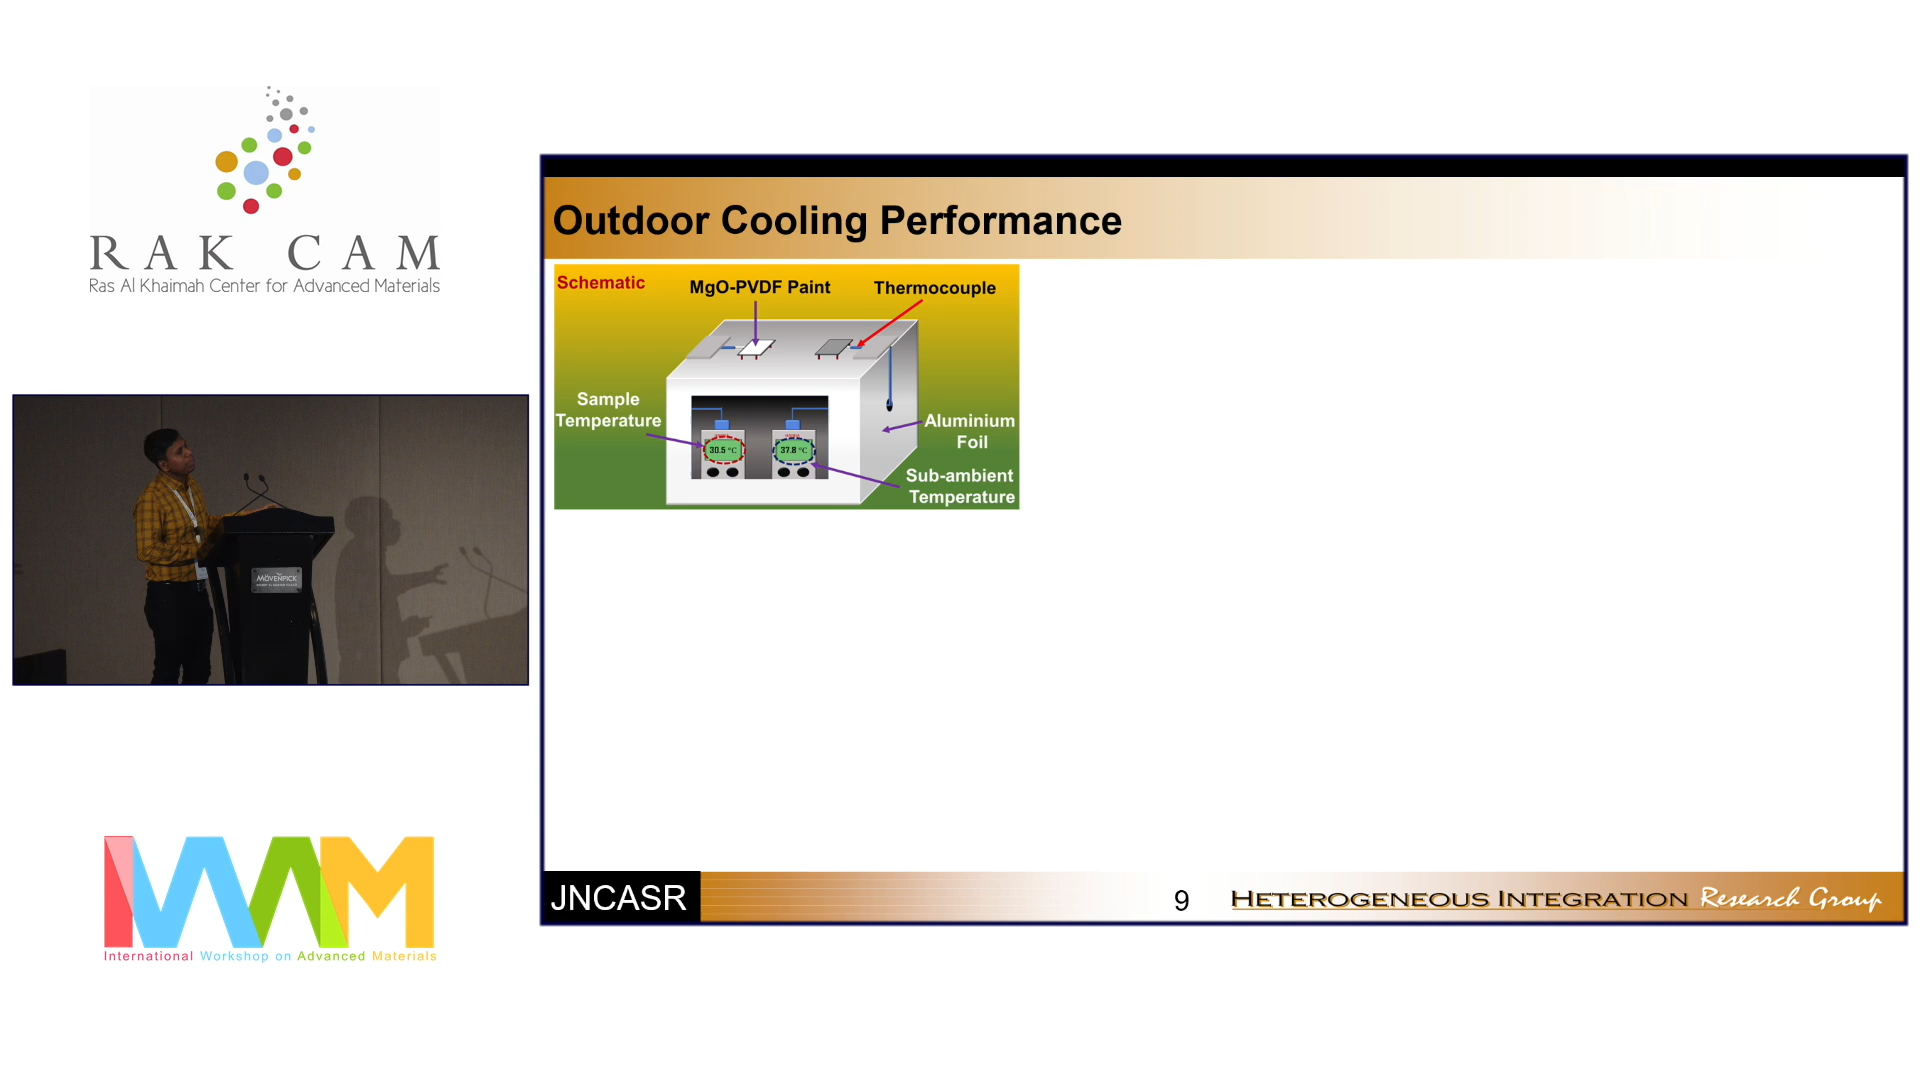 RAK CAM
Ras Al Khaimah Center for Advanced Materials
Outdoor Cooling Performance
Schematic
MgO-PVDF Paint
Thermocouple
Sample
Temperature
30.5 °C
37.8 °C
Aluminium
Foil
Sub-ambient
Temperature
MÖVENPICK
JNCASR
9
HETEROGENEOUS INTEGRATION Research Group
IWAM
International Workshop on Advanced Materials